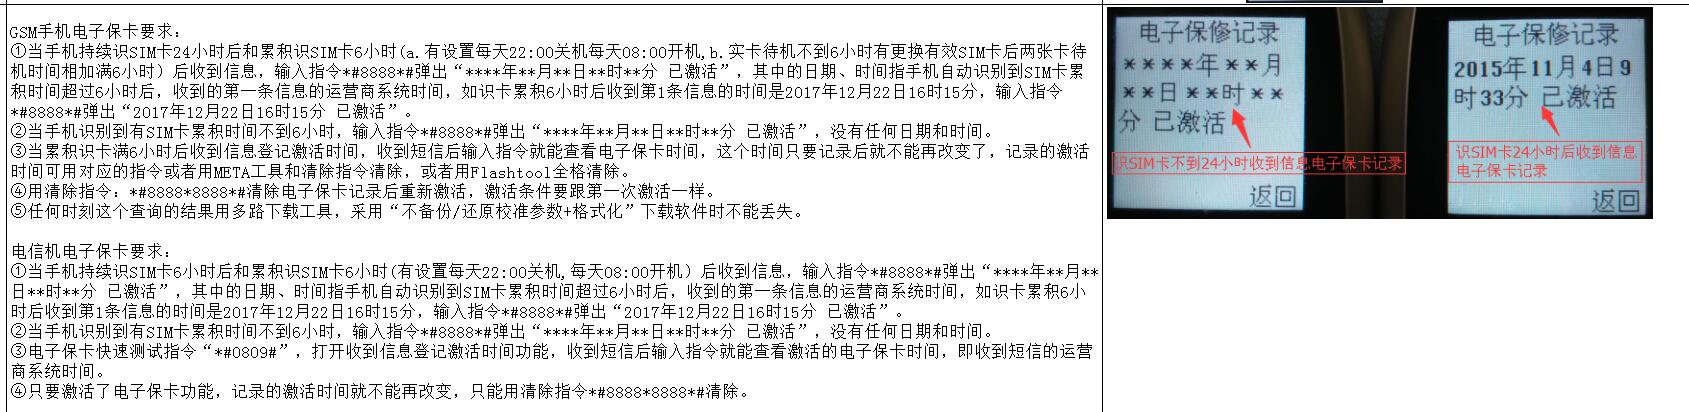 GSM手机电子保卡要求：
①当手机持续识SIM卡24小时后和累积识SIM卡6小时(a.有设置每天22:00关机每天08:00开机,b.实卡待机不到6小时有更换有效SIM卡后两张卡待
机时间相加满6小时）后收到信息，输入指令*#8888*#弹出“****年**月**日**时**分 已激活”，其中的日期、时间指手机自动识别到SIM卡累
积时间超过6小时后，收到的第一条信息的运营商系统时间，如识卡累积6小时后收到第1条信息的时间是2017年12月22日16时15分，输入指令
*#8888*#弹出“2017年12月22日16时15分 已激活”。
②当手机识别到有SIM卡累积时间不到6小时，输入指令*#8888*#弹出“****年**月**日**时**分 已激活”，没有任何日期和时间。
③当累积识卡满6小时后收到信息登记激活时间，收到短信后输入指令就能查看电子保卡时间，这个时间只要记录后就不能再改变了，记录的激活
时间可用对应的指令或者用META工具和清除指令清除，或者用Flashtool全格清除。
④用清除指令：*#8888*8888*#清除电子保卡记录后重新激活，激活条件要跟第一次激活一样。
⑤任何时刻这个查询的结果用多路下载工具，采用“不备份/还原校准参数+格式化”下载软件时不能丢失。
电信机电子保卡要求：
①当手机持续识SIM卡6小时后和累积识SIM卡6小时(有设置每天22:00关机,每天08:00开机）后收到信息，输入指令*#8888*#弹出“****年**月**
日**时**分 已激活”，其中的日期、时间指手机自动识别到SIM卡累积时间超过6小时后，收到的第一条信息的运营商系统时间，如识卡累积6小
时后收到第1条信息的时间是2017年12月22日16时15分，输入指令*#8888*#弹出“2017年12月22日16时15分 已激活”。
②当手机识别到有SIM卡累积时间不到6小时，输入指令*#8888*#弹出“****年**月**日**时**分 已激活”，没有任何日期和时间。
③电子保卡快速测试指令“*#0809#”，打开收到信息登记激活时间功能，收到短信后输入指令就能查看激活的电子保卡时间，即收到短信的运营
商系统时间。
④只要激活了电子保卡功能，记录的激活时间就不能再改变，只能用清除指令*#8888*8888*#清除。
电子保修记录
****年**月
**日**时**
分 已激活
识SIM卡不到24小时收到信息,电子保卡记录
返回
电子保修记录
2015年11月4日9
时33分 已激活
识SIM卡24小时后收到信息
电子保卡记录
返回